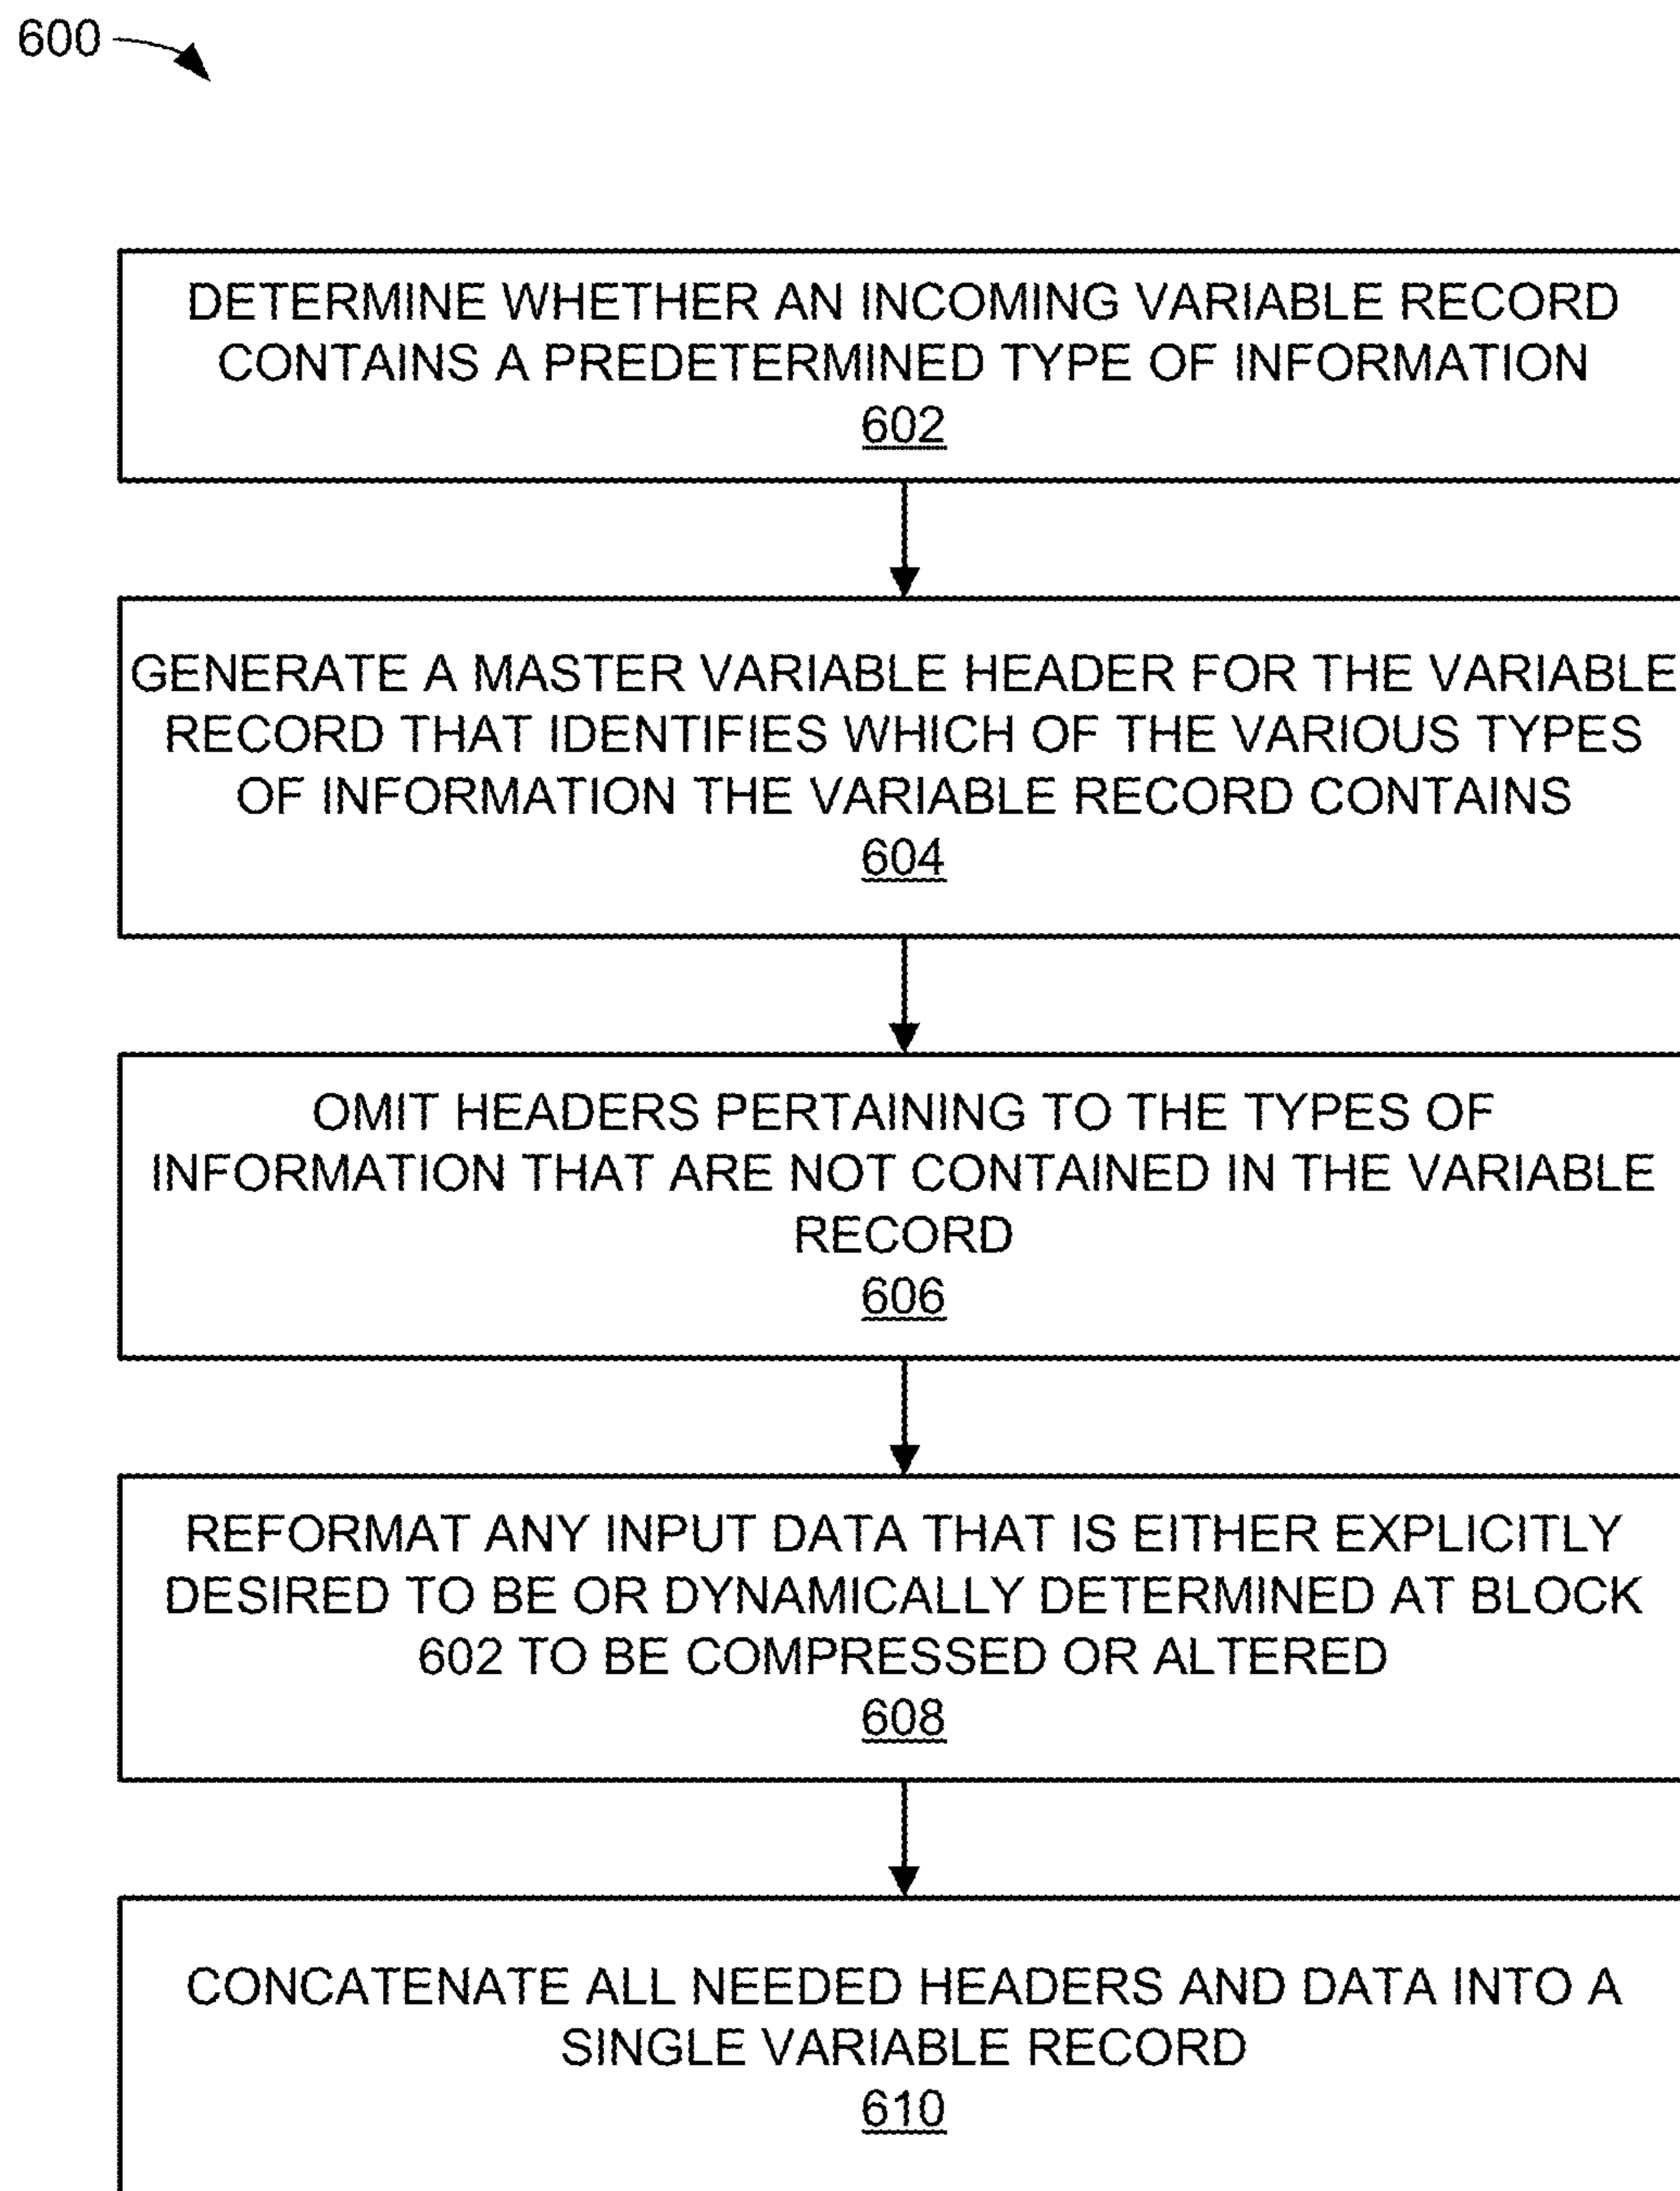 600
DETERMINE WHETHER AN INCOMING VARIABLE RECORD
CONTAINS A PREDETERMINED TYPE OF INFORMATION
602
GENERATE A MASTER VARIABLE HEADER FOR THE VARIABLE
RECORD THAT IDENTIFIES WHICH OF THE VARIOUS TYPES
OF INFORMATION THE VARIABLE RECORD CONTAINS
604
OMIT HEADERS PERTAINING TO THE TYPES OF
INFORMATION THAT ARE NOT CONTAINED IN THE VARIABLE
RECORD
606
REFORMAT ANY INPUT DATA THAT IS EITHER EXPLICITLY
DESIRED TO BE OR DYNAMICALLY DETERMINED AT BLOCK
602 TO BE COMPRESSED OR ALTERED
608
CONCATENATE ALL NEEDED HEADERS AND DATA INTO A
SINGLE VARIABLE RECORD
610